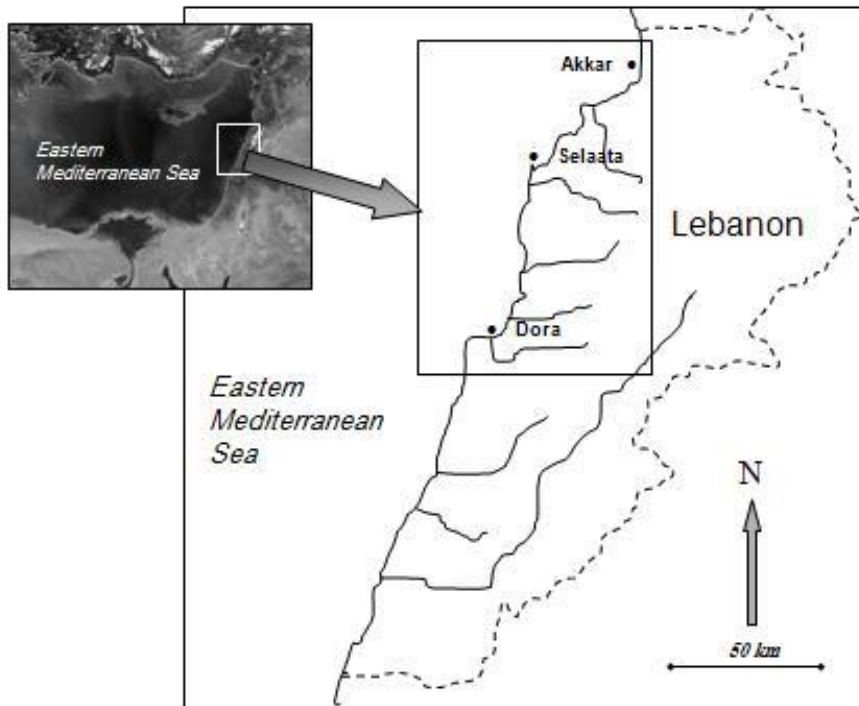 Eastern
Mediterranean Sea
Akkar
Selaata
Lebanon
Dora
Eastern
Mediterranean
Sea
N
50 km